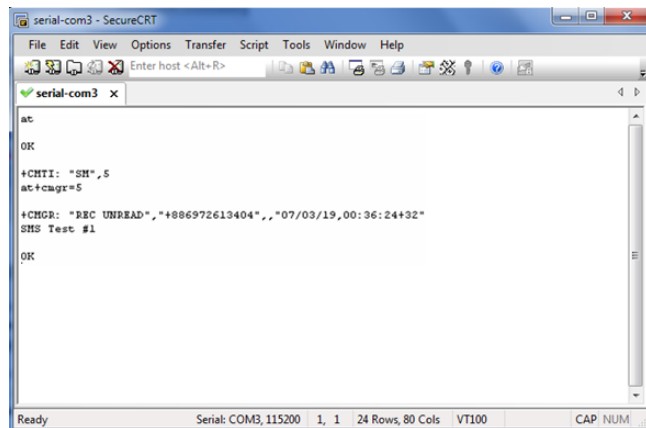 serial-com3 - SecureCRT
File Edit View Options Transfer Script Tools Window Help
Enter host <Alt+R>
serial-com3 x
at
OK
+CMTI: "SM",5
at+cmgr=5
+CMGR: "REC UNREAD","+886972613404",,"07/03/19,00:36:24+32"
SMS Test #1
OK
Ready Serial: COM3, 115200 1, 1 24 Rows, 80 Cols VT100 CAP NUM